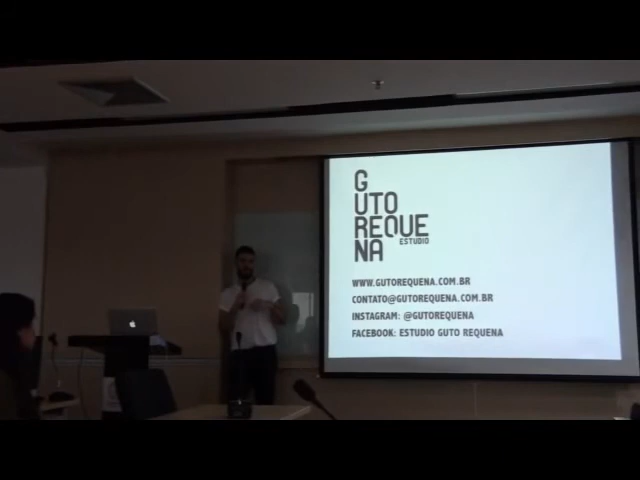 G
UTO
REQUE
NA
ESTUDIO
WWW.GUTOREQUENA.COM.BR
CONTATO@GUTOREQUENA.COM.BR
INSTAGRAM: @GUTOREQUENA
FACEBOOK: ESTUDIO GUTO REQUENA